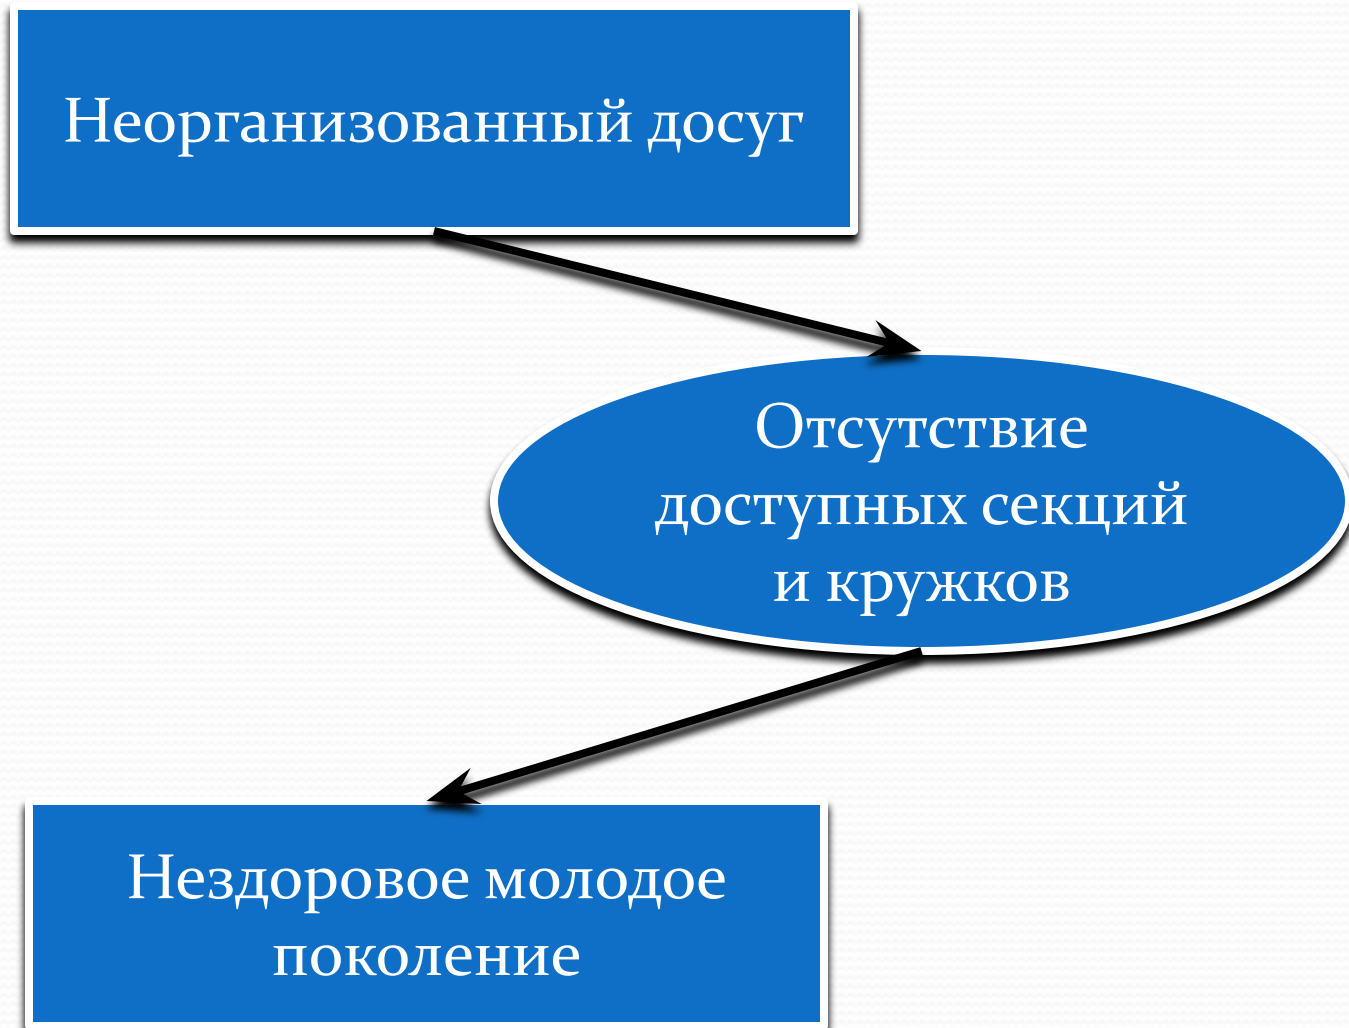 Неорганизованный досуг
Отсутствие
доступных секций
и кружков
Нездоровое молодое
поколение